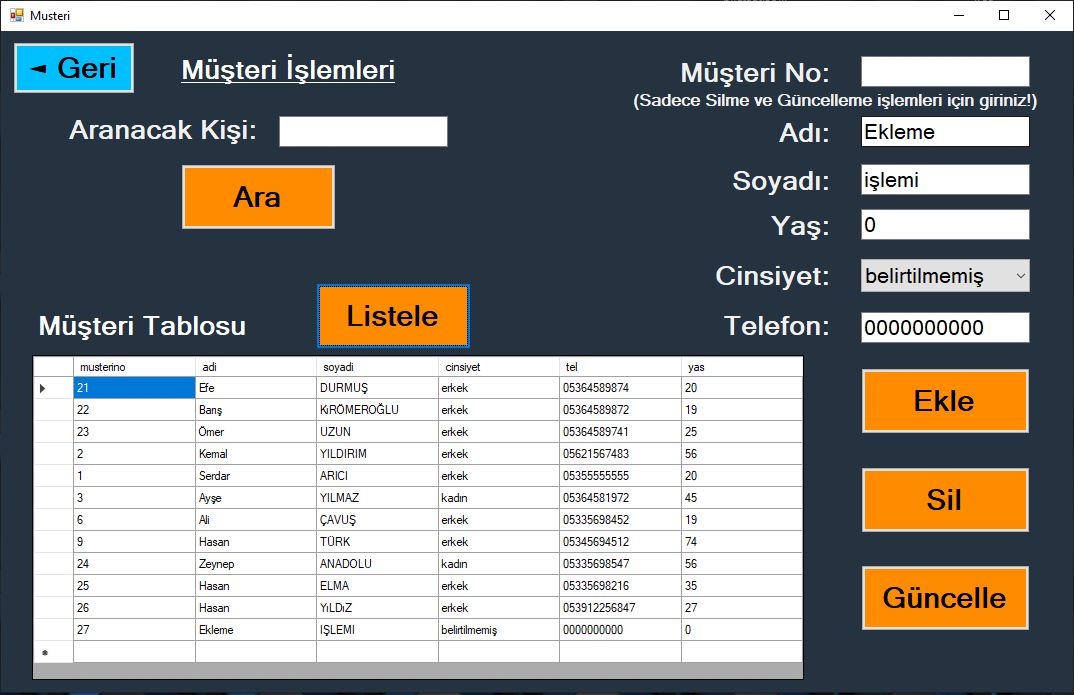 Musteri
◄ Geri
Müşteri İşlemleri
Müşteri No:
(Sadece Silme ve Güncelleme işlemleri için giriniz!)
Aranacak Kişi:
Adı: Ekleme
Ara
Soyadı: işlemi
Yaş: 0
Cinsiyet: belirtilmemiş
Müşteri Tablosu
Listele
Telefon: 0000000000
musterino adi soyadi cinsiyet tel yas
21 Efe DURMUŞ erkek 05364589874 20
22 Barış KiRÖMEROĞLU erkek 05364589872 19
23 Ömer UZUN erkek 05364589741 25
2 Kemal YILDIRIM erkek 05621567483 56
1 Serdar ARICI erkek 05355555555 20
3 Ayşe YILMAZ kadın 05364581972 45
6 Ali ÇAVUŞ erkek 05335698452 19
9 Hasan TÜRK erkek 05345694512 74
24 Zeynep ANADOLU kadın 05335698547 56
25 Hasan ELMA erkek 05335698216 35
26 Hasan YıLDıZ erkek 053912256847 27
27 Ekleme IŞLEMI belirtilmemiş 0000000000 0
Ekle
Sil
Güncelle